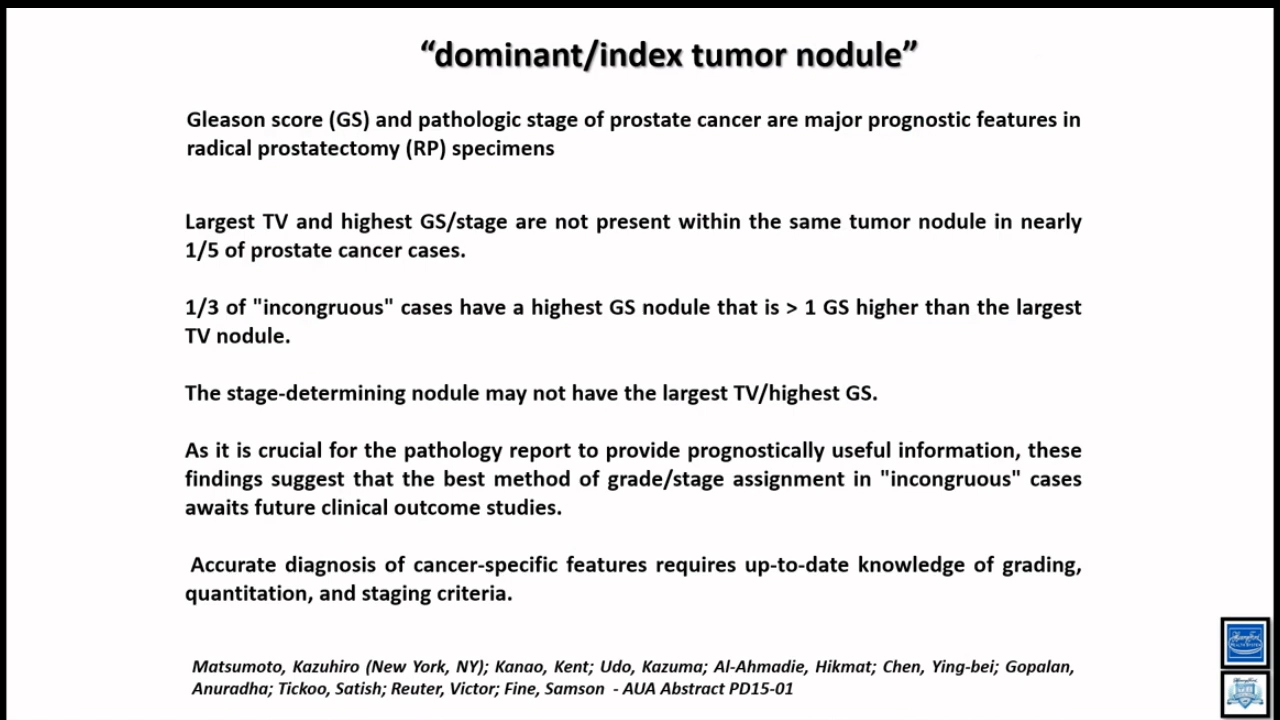 “dominant/index tumor nodule”
Gleason score (GS) and pathologic stage of prostate cancer are major prognostic features in
radical prostatectomy (RP) specimens
Largest TV and highest GS/stage are not present within the same tumor nodule in nearly
1/5 of prostate cancer cases.
1/3 of "incongruous" cases have a highest GS nodule that is > 1 GS higher than the largest
TV nodule.
The stage-determining nodule may not have the largest TV/highest GS.
As it is crucial for the pathology report to provide prognostically useful information, these
findings suggest that the best method of grade/stage assignment in "incongruous" cases
awaits future clinical outcome studies.
Accurate diagnosis of cancer-specific features requires up-to-date knowledge of grading,
quantitation, and staging criteria.
Matsumoto, Kazuhiro (New York, NY); Kanao, Kent; Udo, Kazuma; Al-Ahmadie, Hikmat; Chen, Ying-bei; Gopalan,
Anuradha; Tickoo, Satish; Reuter, Victor; Fine, Samson - AUA Abstract PD15-01